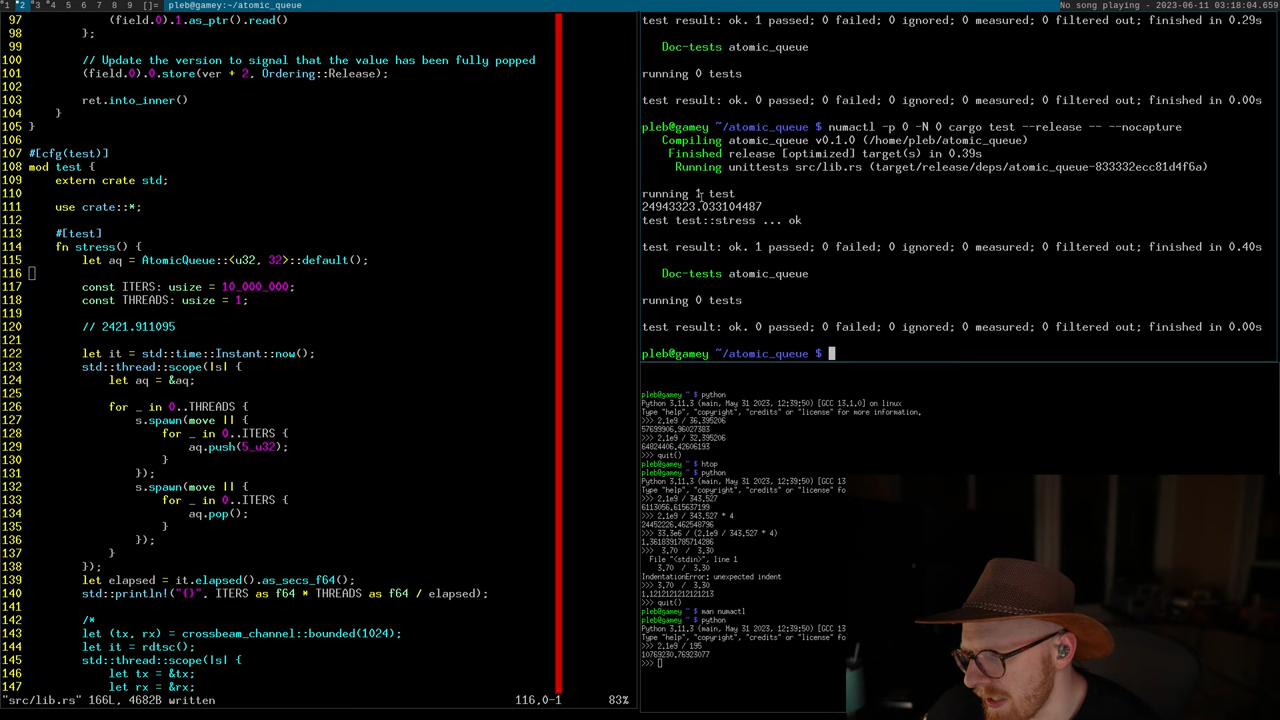 1 2 3 4 5 6 7 8 9 []= pleb@gamey:~/atomic_queue
No song playing - 2023-06-11 03:18:04.659
97 (field.0).1.as_ptr().read()
98 };
99
100 // Update the version to signal that the value has been fully popped
101 (field.0).0.store(ver + 2, Ordering::Release);
102
103 ret.into_inner()
104 }
105 }
106
107 #[cfg(test)]
108 mod test {
109 extern crate std;
110
111 use crate::*;
112
113 #[test]
114 fn stress() {
115 let aq = AtomicQueue::<u32, 32>::default();
116
117 const ITERS: usize = 10_000_000;
118 const THREADS: usize = 1;
119
120 // 2421.911095
121
122 let it = std::time::Instant::now();
123 std::thread::scope(|s| {
124 let aq = &aq;
125
126 for _ in 0..THREADS {
127 s.spawn(move || {
128 for _ in 0..ITERS {
129 aq.push(5_u32);
130 }
131 });
132 s.spawn(move || {
133 for _ in 0..ITERS {
134 aq.pop();
135 }
136 });
137 }
138 });
139 let elapsed = it.elapsed().as_secs_f64();
140 std::println!("{}", ITERS as f64 * THREADS as f64 / elapsed);
141
142 /*
143 let (tx, rx) = crossbeam_channel::bounded(1024);
144 let it = rdtsc();
145 std::thread::scope(|s| {
146 let tx = &tx;
147 let rx = &rx;
"src/lib.rs" 166L, 4682B written 116,0-1 83%
test result: ok. 1 passed; 0 failed; 0 ignored; 0 measured; 0 filtered out; finished in 0.29s
Doc-tests atomic_queue
running 0 tests
test result: ok. 0 passed; 0 failed; 0 ignored; 0 measured; 0 filtered out; finished in 0.00s
pleb@gamey ~/atomic_queue $ numactl -p 0 -N 0 cargo test --release -- --nocapture
Compiling atomic_queue v0.1.0 (/home/pleb/atomic_queue)
Finished release [optimized] target(s) in 0.39s
Running unittests src/lib.rs (target/release/deps/atomic_queue-833332ecc81d4f6a)
running 1 test
24943323.033104487
test test::stress ... ok
test result: ok. 1 passed; 0 failed; 0 ignored; 0 measured; 0 filtered out; finished in 0.40s
Doc-tests atomic_queue
running 0 tests
test result: ok. 0 passed; 0 failed; 0 ignored; 0 measured; 0 filtered out; finished in 0.00s
pleb@gamey ~/atomic_queue $
pleb@gamey ~ $ python
Python 3.11.3 (main, May 31 2023, 12:39:50) [GCC 13.1.0] on linux
Type "help", "copyright", "credits" or "license" for more information.
>>> 2.1e9 / 36.395206
57699906.96027383
>>> 2.1e9 / 32.395206
64824406.42606193
>>> quit()
pleb@gamey ~ $ htop
pleb@gamey ~ $ python
Python 3.11.3 (main, May 31 2023, 12:39:50) [GCC 13
Type "help", "copyright", "credits" or "license" fo
>>> 2.1e9 / 343.527
6113056.615637199
>>> 2.1e9 / 343.527 * 4
24452226.462548796
>>> 33.3e6 / (2.1e9 / 343.527 * 4)
1.3618391785714286
>>>  3.70 / 3.30
File "<stdin>", line 1
3.70 / 3.30
IndentationError: unexpected indent
>>> 3.70 / 3.30
1.1212121212121213
>>> quit()
pleb@gamey ~ $ man numactl
pleb@gamey ~ $ python
Python 3.11.3 (main, May 31 2023, 12:39:50) [GCC 13
Type "help", "copyright", "credits" or "license" fo
>>> 2.1e9 / 195
10769230.76923077
>>>